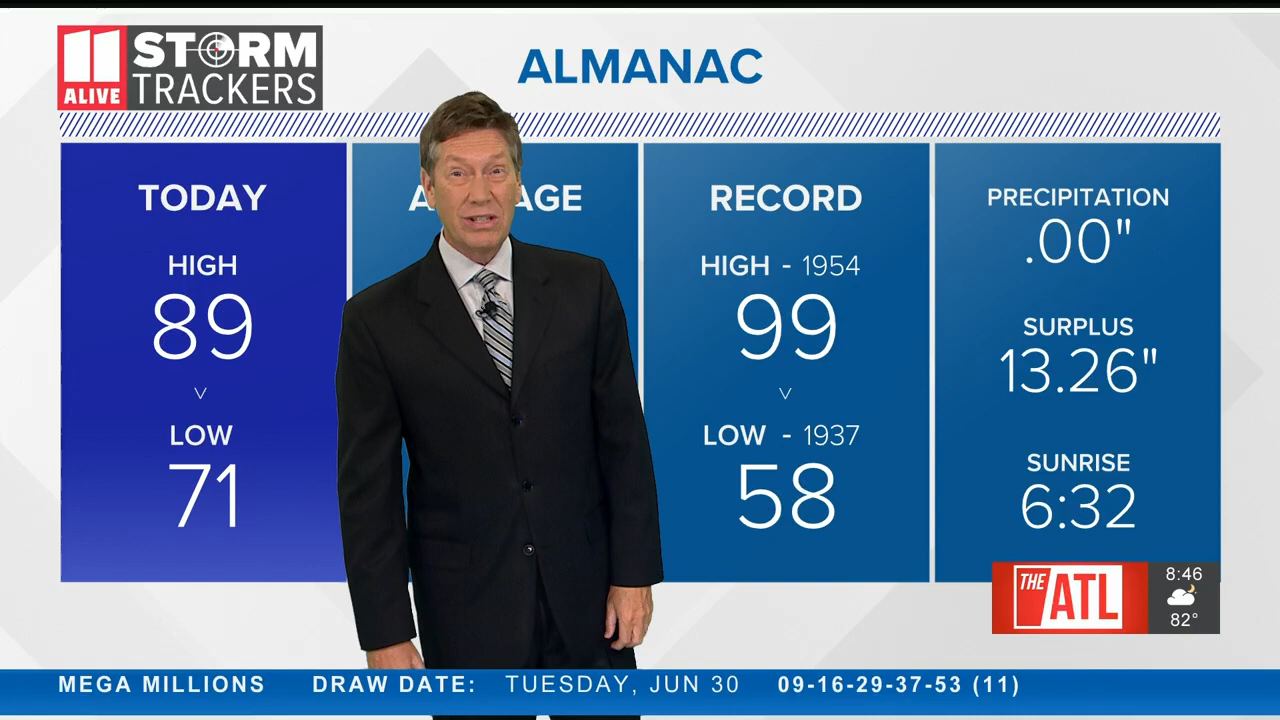 11
ALIVE
STORM
TRACKERS
ALMANAC
TODAY
HIGH
89
LOW
71
RECORD
HIGH - 1954
99
LOW - 1937
58
PRECIPITATION
.00"
SURPLUS
13.26"
SUNRISE
6:32
THE
ATL
8:46
82°
MEGA MILLIONS DRAW DATE: TUESDAY, JUN 30 09-16-29-37-53 (11)